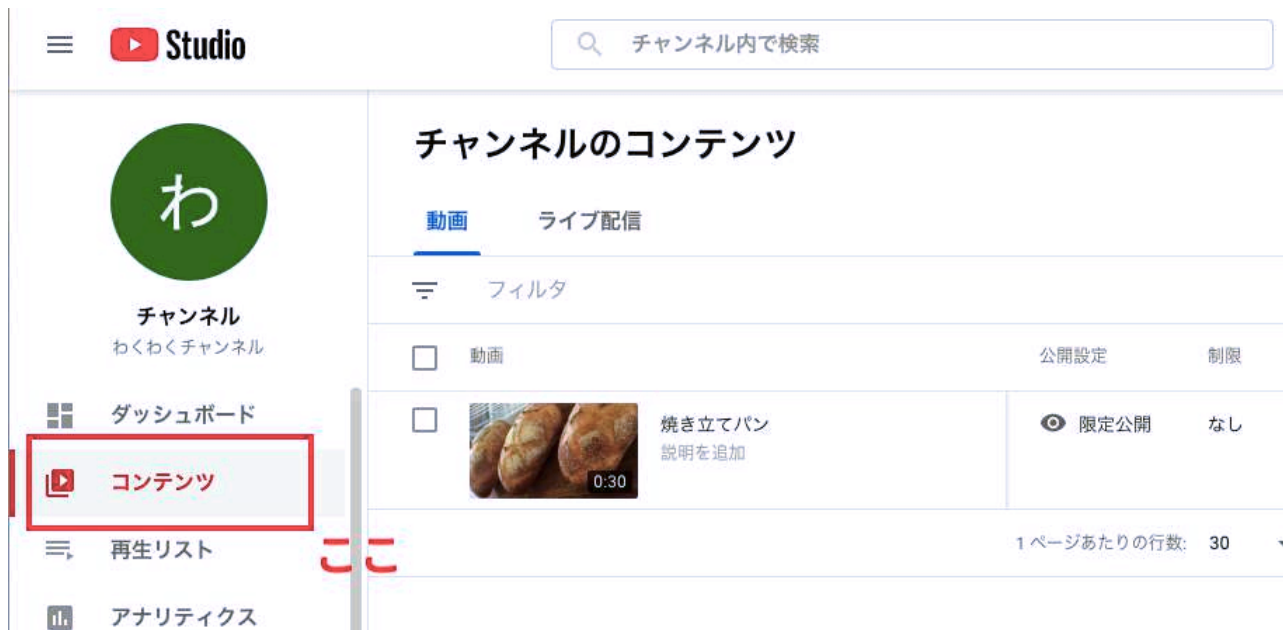 Studio
チャンネル内で検索
わ
チャンネル
わくわくチャンネル
ダッシュボード
コンテンツ
再生リスト
ここ
アナリティクス
チャンネルのコンテンツ
動画 ライブ配信
フィルタ
動画 公開設定 制限
焼き立てパン 限定公開 なし
説明を追加
0:30
1 ページあたりの行数: 30